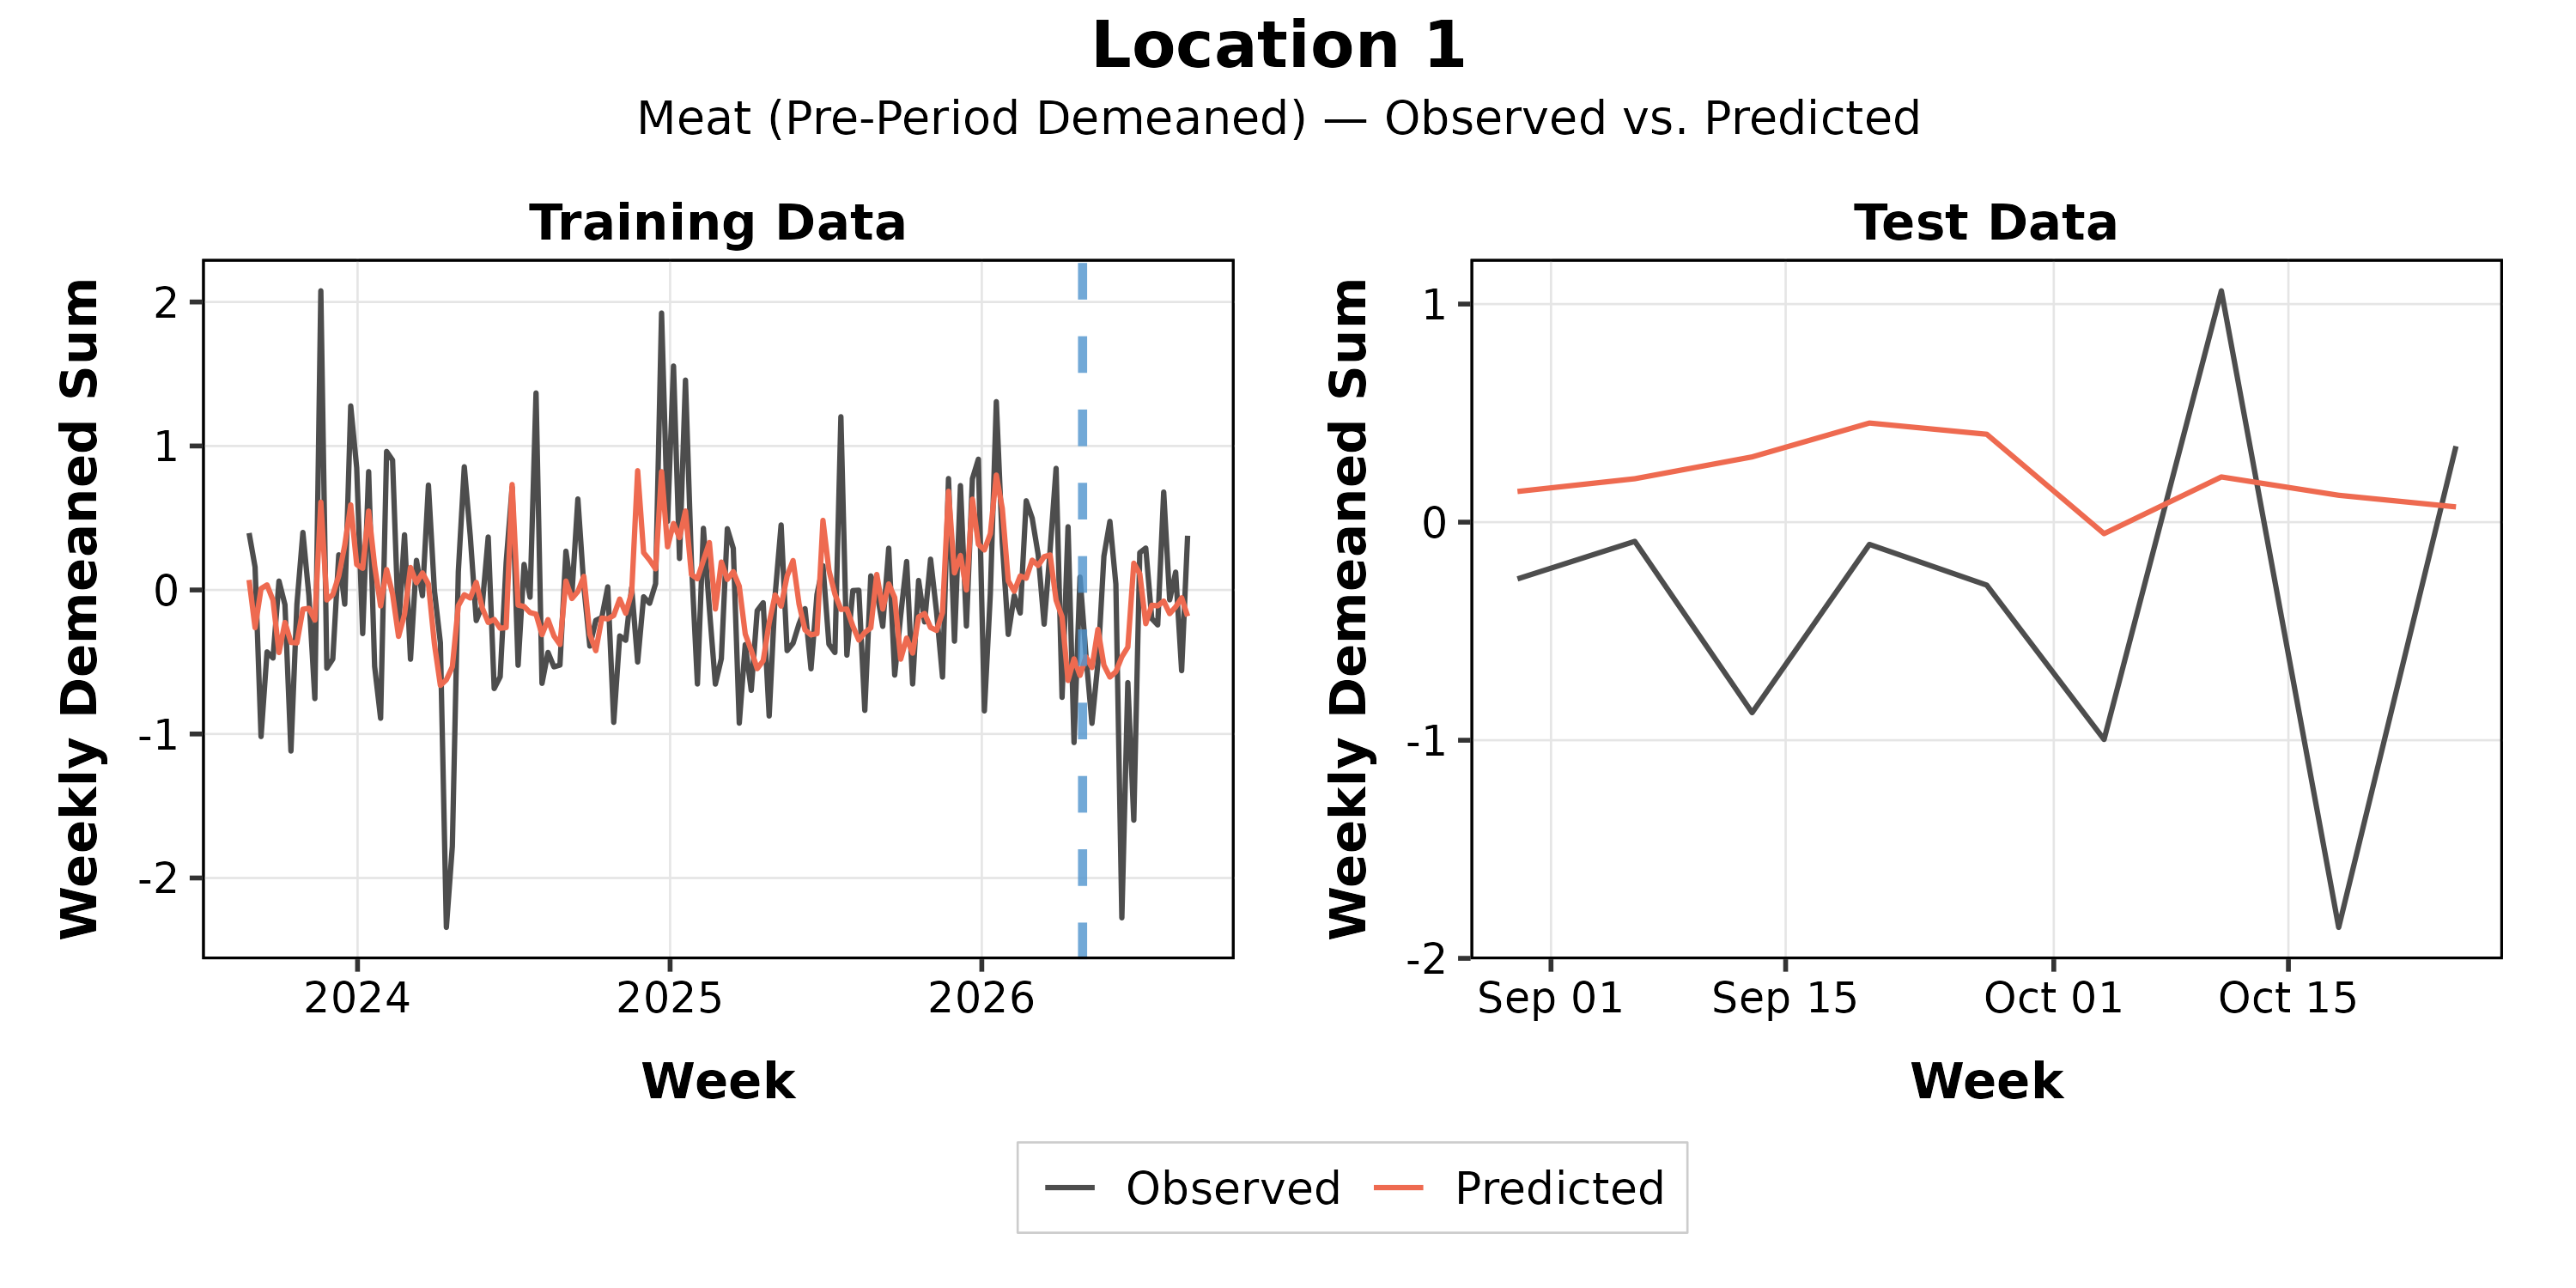 Location 1
Meat (Pre-Period Demeaned) — Observed vs. Predicted
Training Data
Weekly Demeaned Sum
2
1
0
-1
-2
2024
2025
2026
Week
Test Data
Weekly Demeaned Sum
1
0
-1
-2
Sep 01
Sep 15
Oct 01
Oct 15
Week
Observed
Predicted